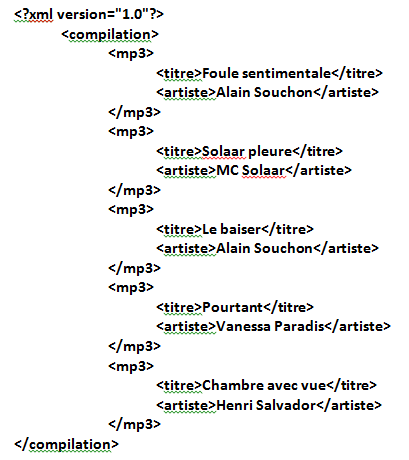 <?xml version="1.0"?>
<compilation>
<mp3>
<titre>Foule sentimentale</titre>
<artiste>Alain Souchon</artiste>
</mp3>
<mp3>
<titre>Solaar pleure</titre>
<artiste>MC Solaar</artiste>
</mp3>
<mp3>
<titre>Le baiser</titre>
<artiste>Alain Souchon</artiste>
</mp3>
<mp3>
<titre>Pourtant</titre>
<artiste>Vanessa Paradis</artiste>
</mp3>
<mp3>
<titre>Chambre avec vue</titre>
<artiste>Henri Salvador</artiste>
</mp3>
</compilation>